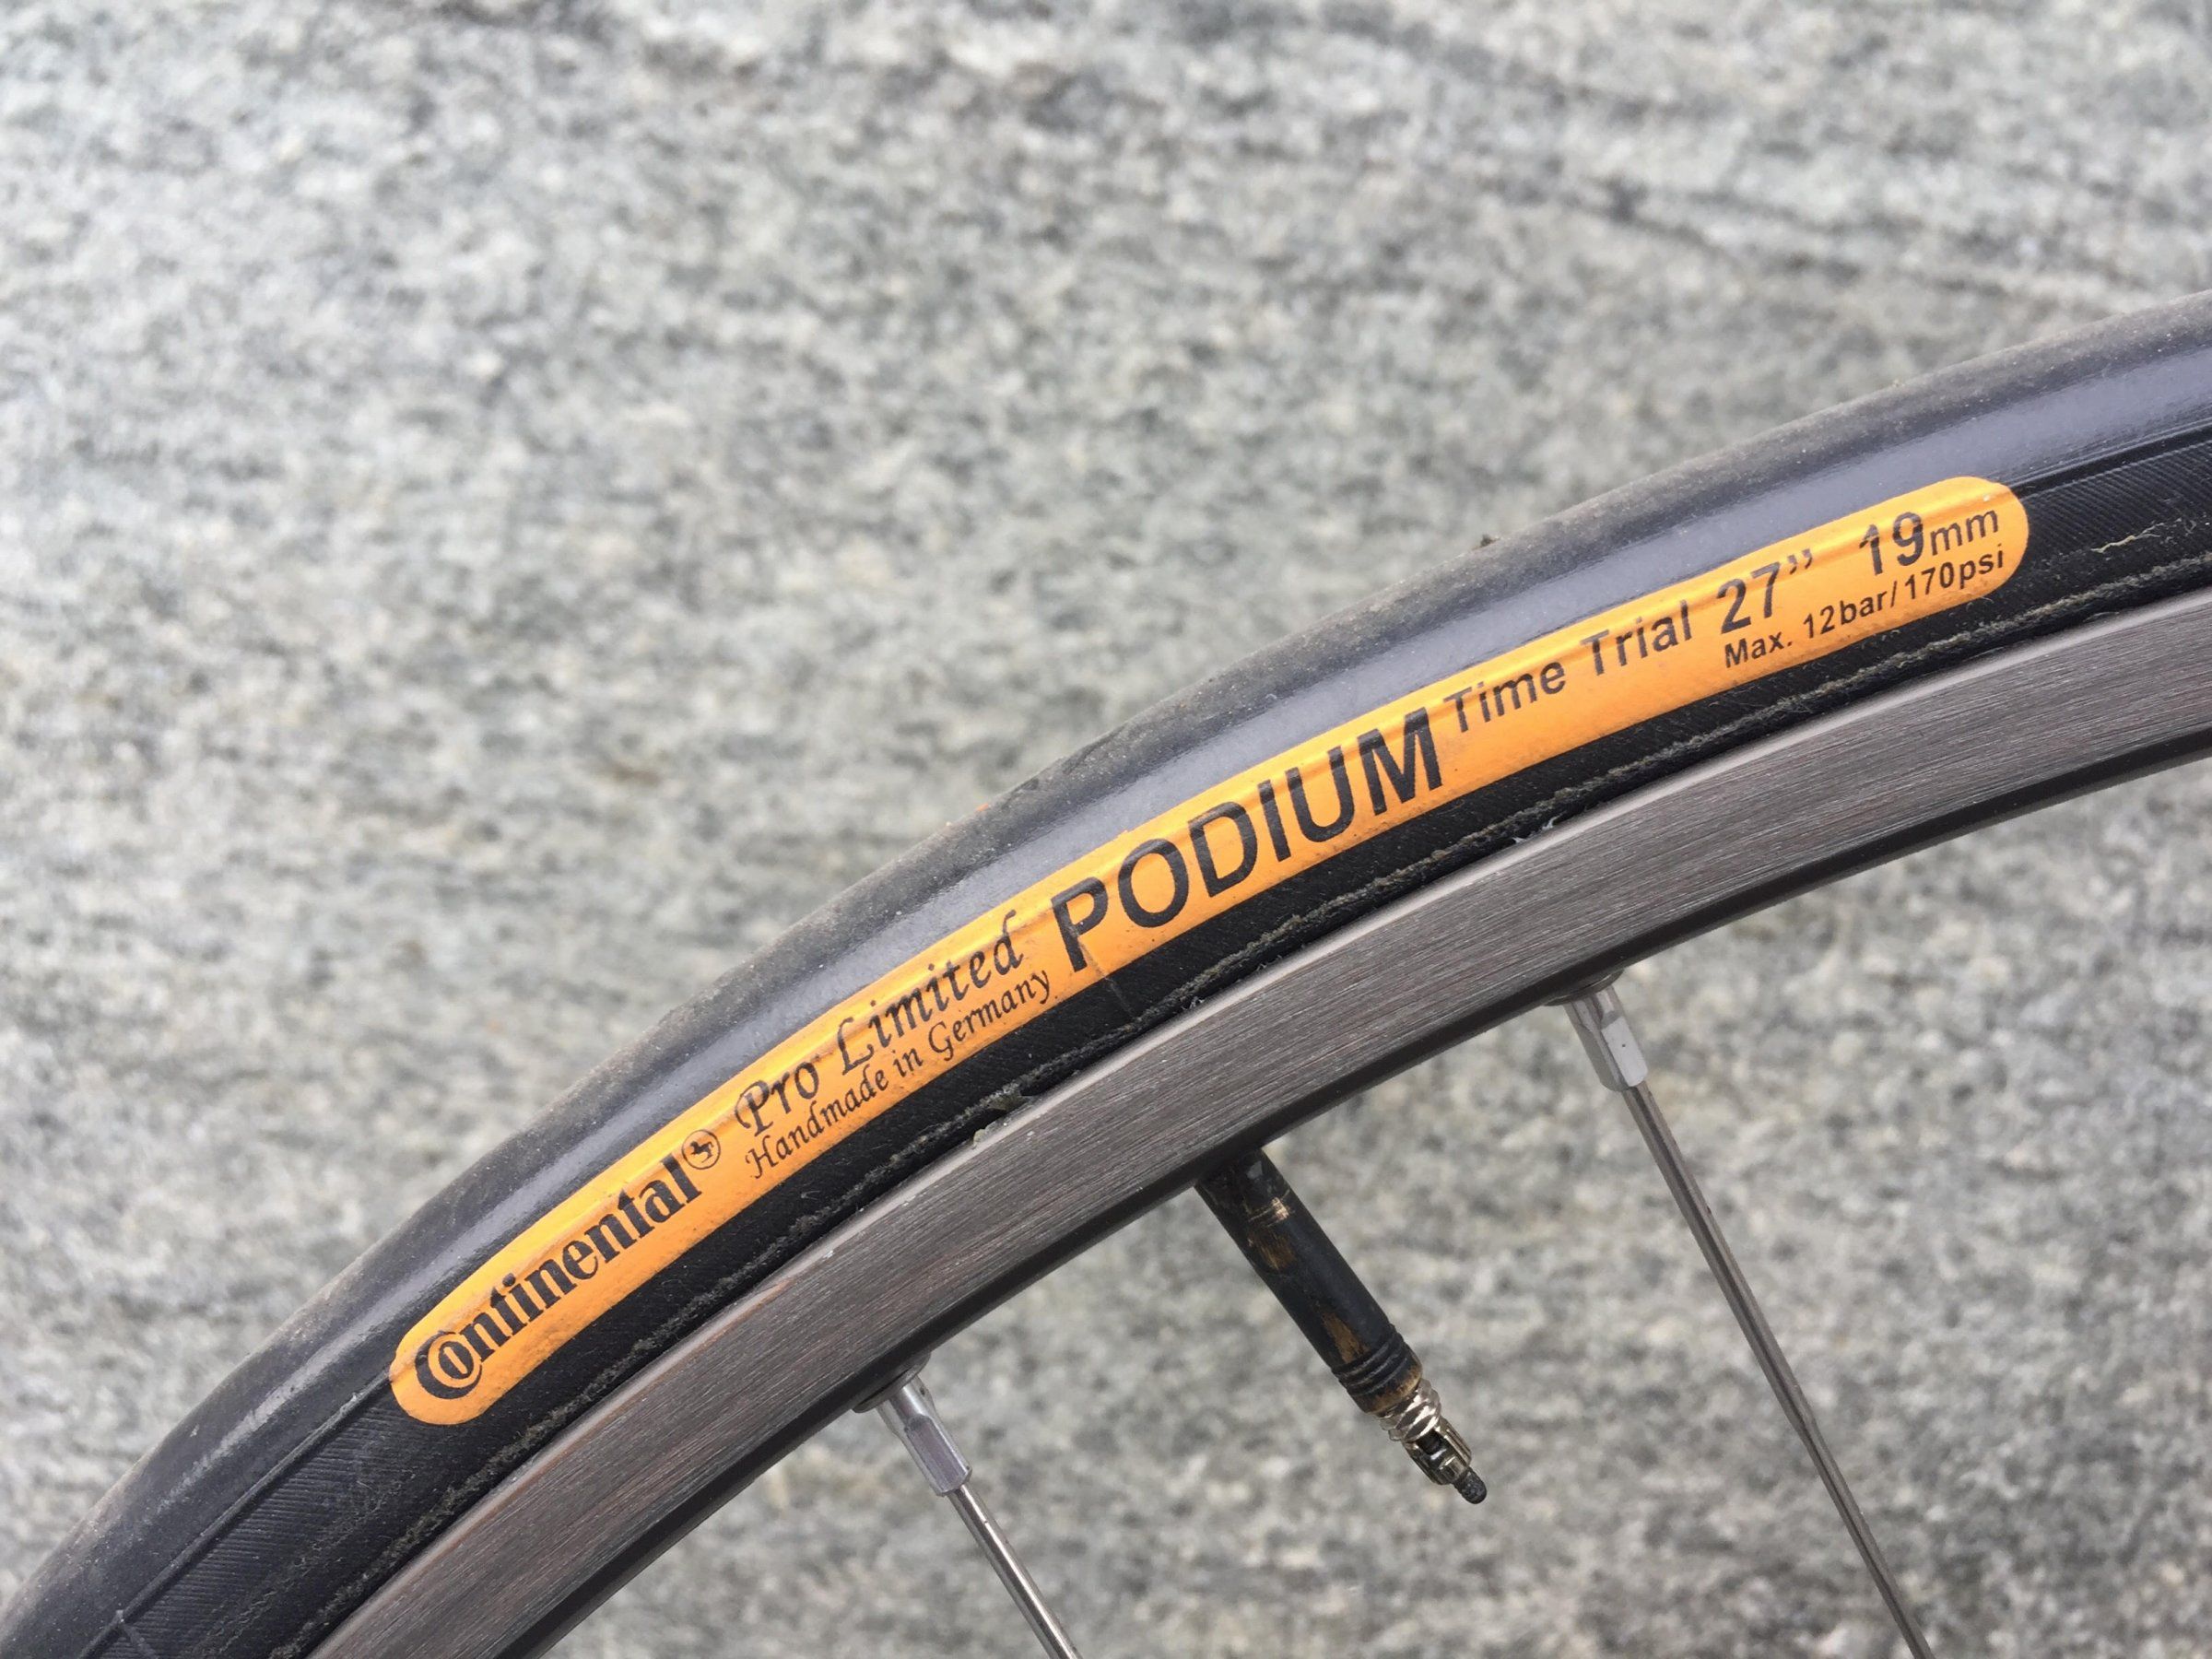 Continental® Pro Limited PODIUM Time Trial 27" 19mm
Handmade in Germany Max. 12bar/170psi